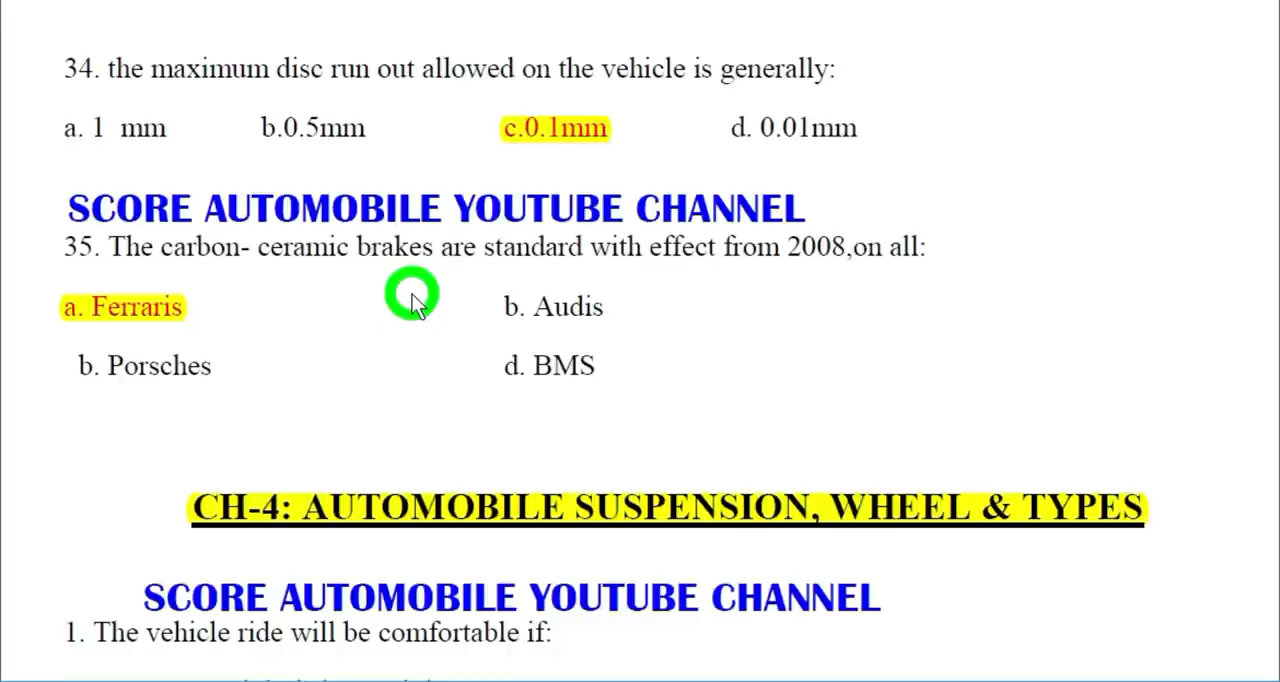 34. the maximum disc run out allowed on the vehicle is generally:
a. 1 mm b.0.5mm c.0.1mm d. 0.01mm
SCORE AUTOMOBILE YOUTUBE CHANNEL
35. The carbon- ceramic brakes are standard with effect from 2008,on all:
a. Ferraris b. Audis
b. Porsches d. BMS
CH-4: AUTOMOBILE SUSPENSION, WHEEL & TYPES
SCORE AUTOMOBILE YOUTUBE CHANNEL
1. The vehicle ride will be comfortable if: